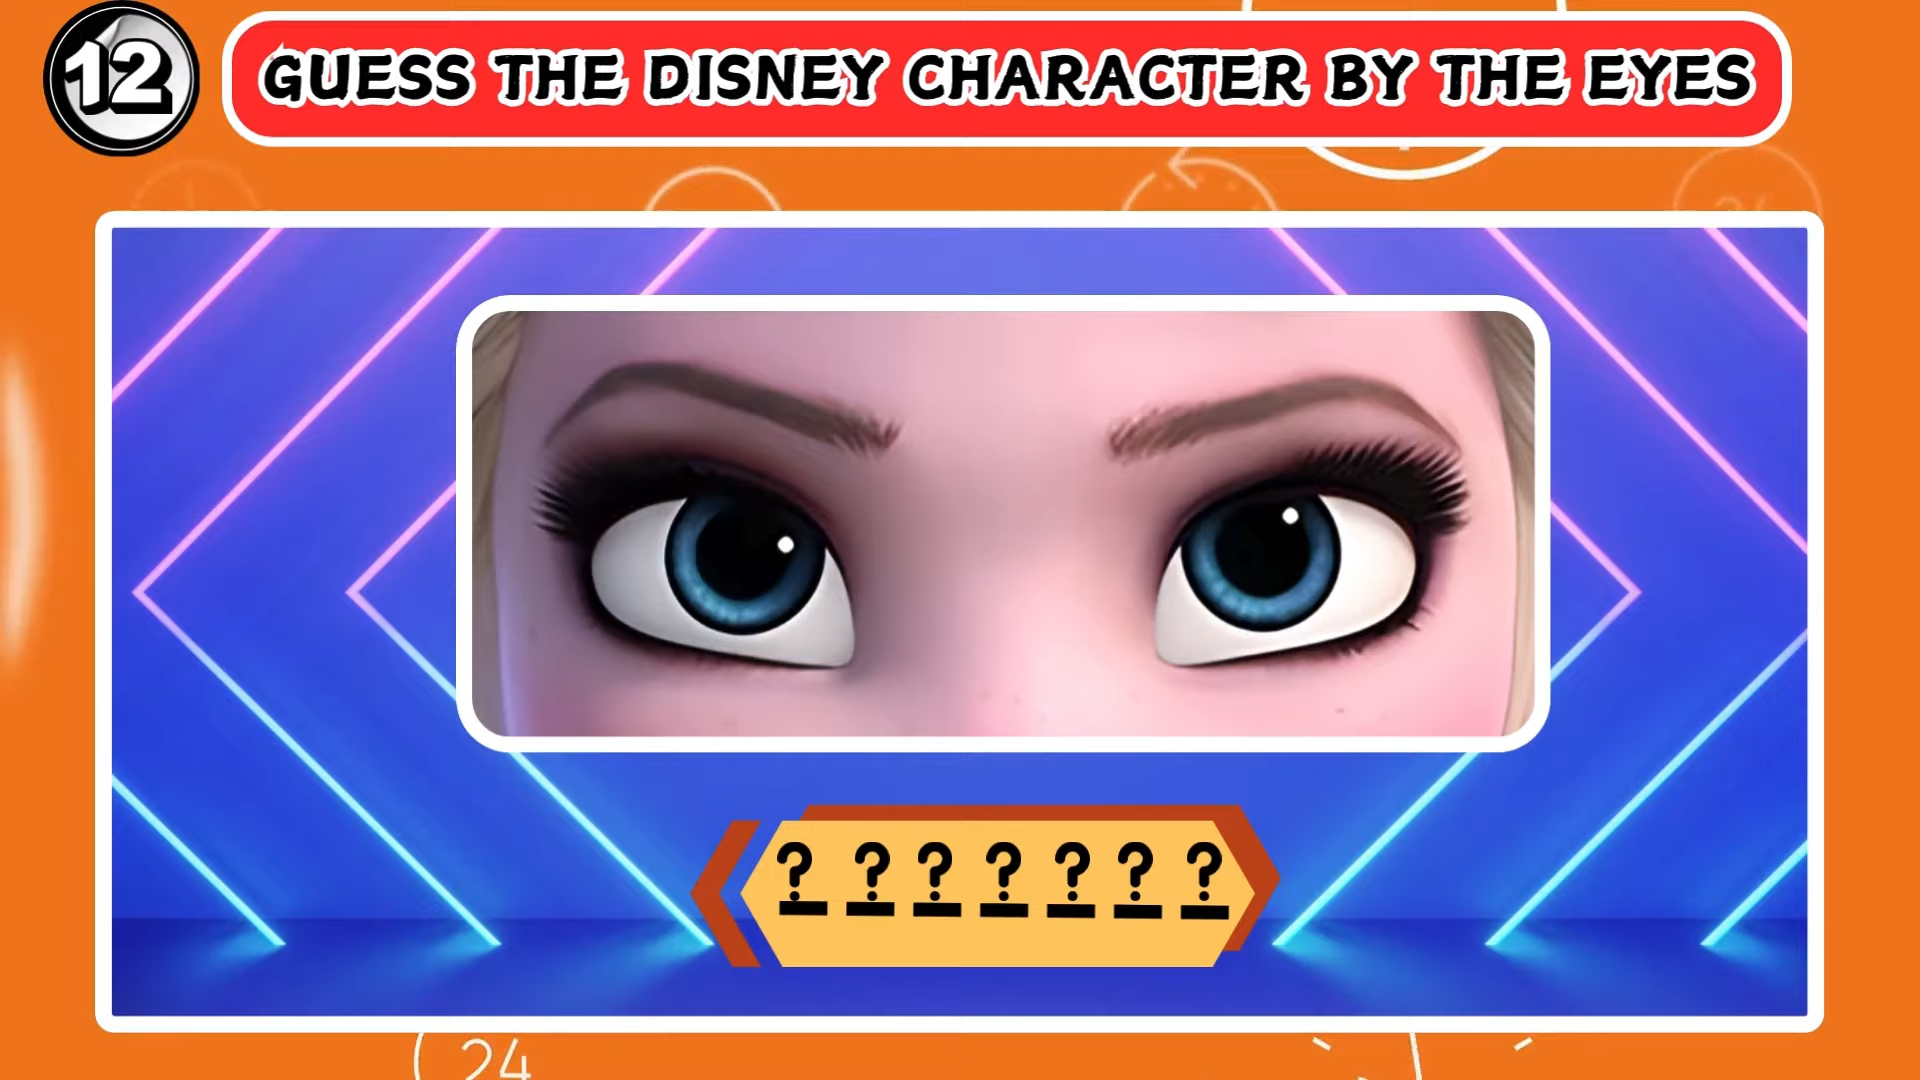 12
GUESS THE DISNEY CHARACTER BY THE EYES
? ? ? ? ? ? ?
24